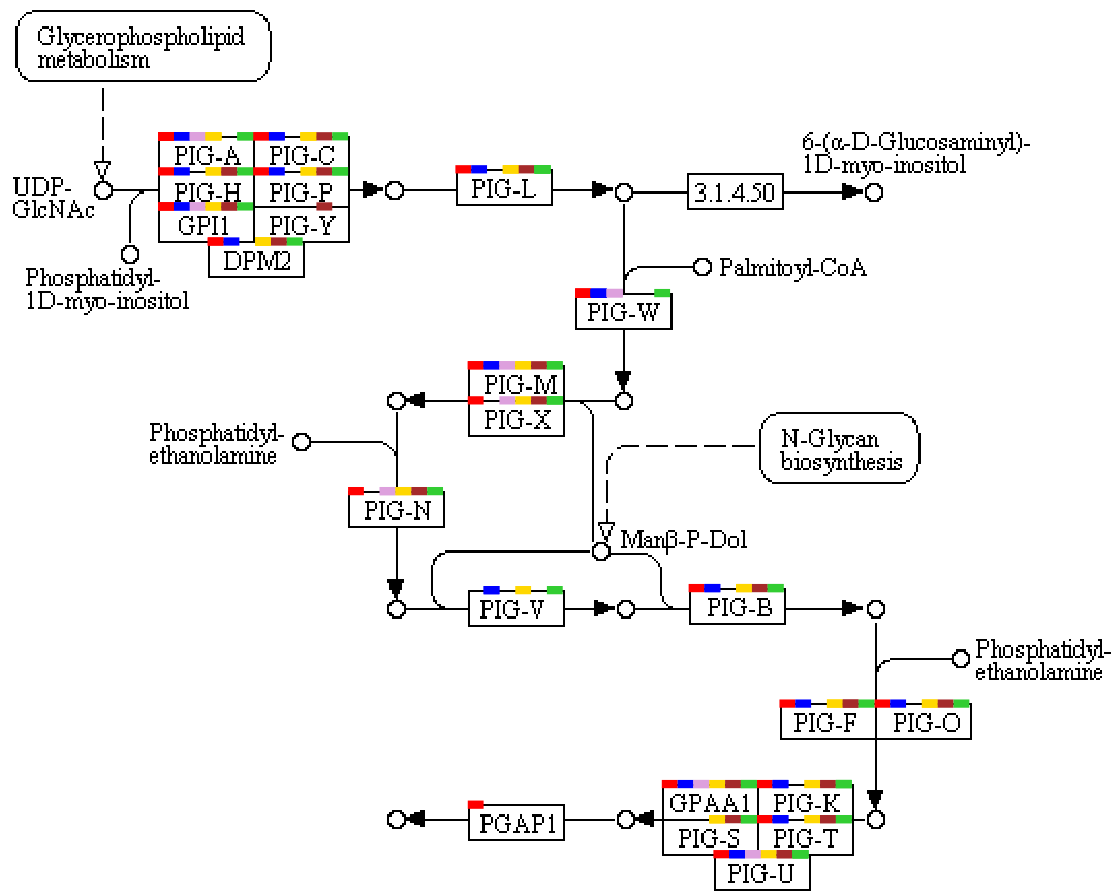 Glycerophospholipid
metabolism
UDP-
GlcNAc
PIG-A PIG-C
PIG-H PIG-P
GPI1 PIG-Y
DPM2
Phosphatidyl-
1D-myo-inositol
PIG-L
3.1.4.50
6-(α-D-Glucosaminyl)-
1D-myo-inositol
Palmitoyl-CoA
PIG-W
PIG-M
PIG-X
Phosphatidyl-
ethanolamine
N-Glycan
biosynthesis
PIG-N
Manβ-P-Dol
PIG-V
PIG-B
Phosphatidyl-
ethanolamine
PIG-F PIG-O
GPAA1 PIG-K
PGAP1
PIG-S PIG-T
PIG-U